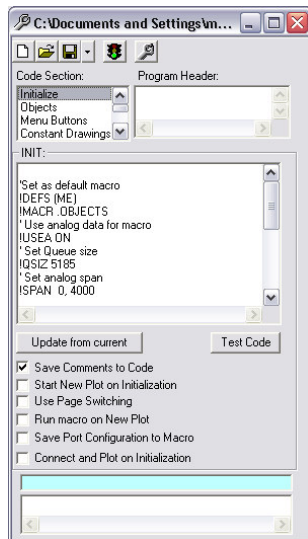 C:\Documents and Settings\m...
Code Section:
Program Header:
Initialize
Objects
Menu Buttons
Constant Drawings
INIT:
'Set as default macro
!DEFS (ME)
!MACR .OBJECTS
' Use analog data for macro
!USEA ON
' Set Queue size
!QSIZ 5185
' Set analog span
!SPAN  0, 4000
Update from current
Test Code
Save Comments to Code
Start New Plot on Initialization
Use Page Switching
Run macro on New Plot
Save Port Configuration to Macro
Connect and Plot on Initialization